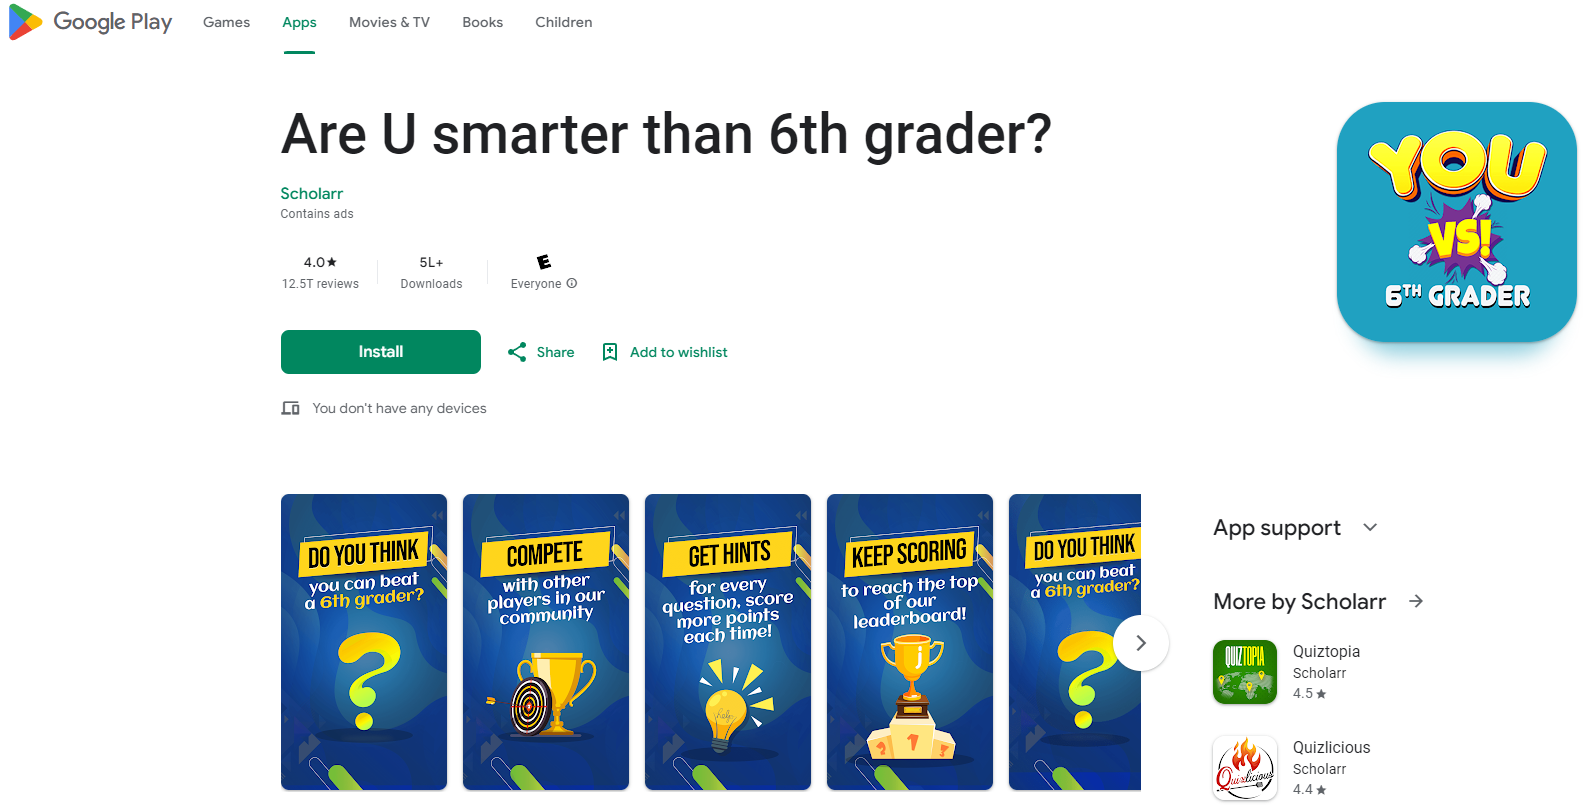 Google Play
Games
Apps
Movies & TV
Books
Children
Are U smarter than 6th grader?
Scholarr
Contains ads
4.0★
12.5T reviews
5L+
Downloads
E
Everyone
Install
Share
Add to wishlist
You don't have any devices
YOU
VS!
6TH GRADER
DO YOU THINK
you can beat
a 6th grader?
COMPETE
with other
players in our
community
GET HINTS
for every
question, score
more points
each time!
help
KEEP SCORING
to reach the top
of our
leaderboard!
2 1 3
DO YOU THINK
you can beat
a 6th grader?
App support
More by Scholarr
QUIZTOPIA
Quiztopia
Scholarr
4.5★
Quizlicious
Quizlicious
Scholarr
4.4★